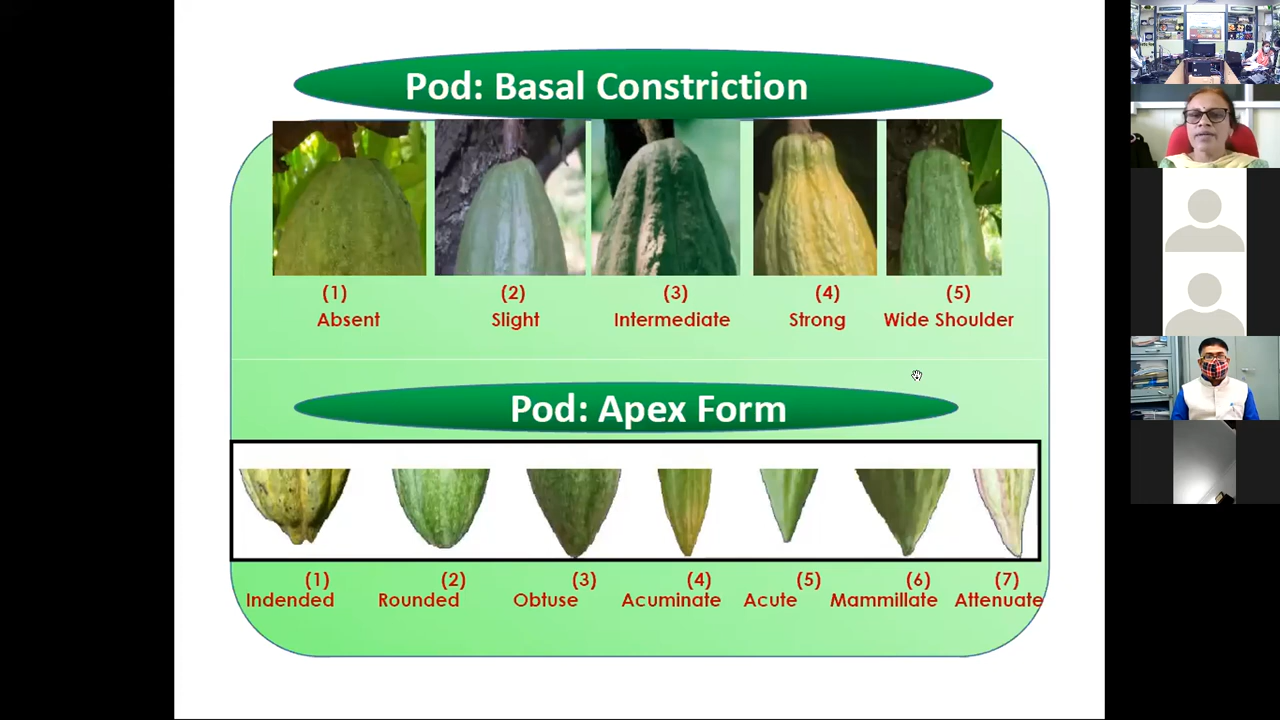 Pod: Basal Constriction
(1) (2) (3) (4) (5)
Absent Slight Intermediate Strong Wide Shoulder
Pod: Apex Form
(1) (2) (3) (4) (5) (6) (7)
Indended Rounded Obtuse Acuminate Acute Mammillate Attenuate